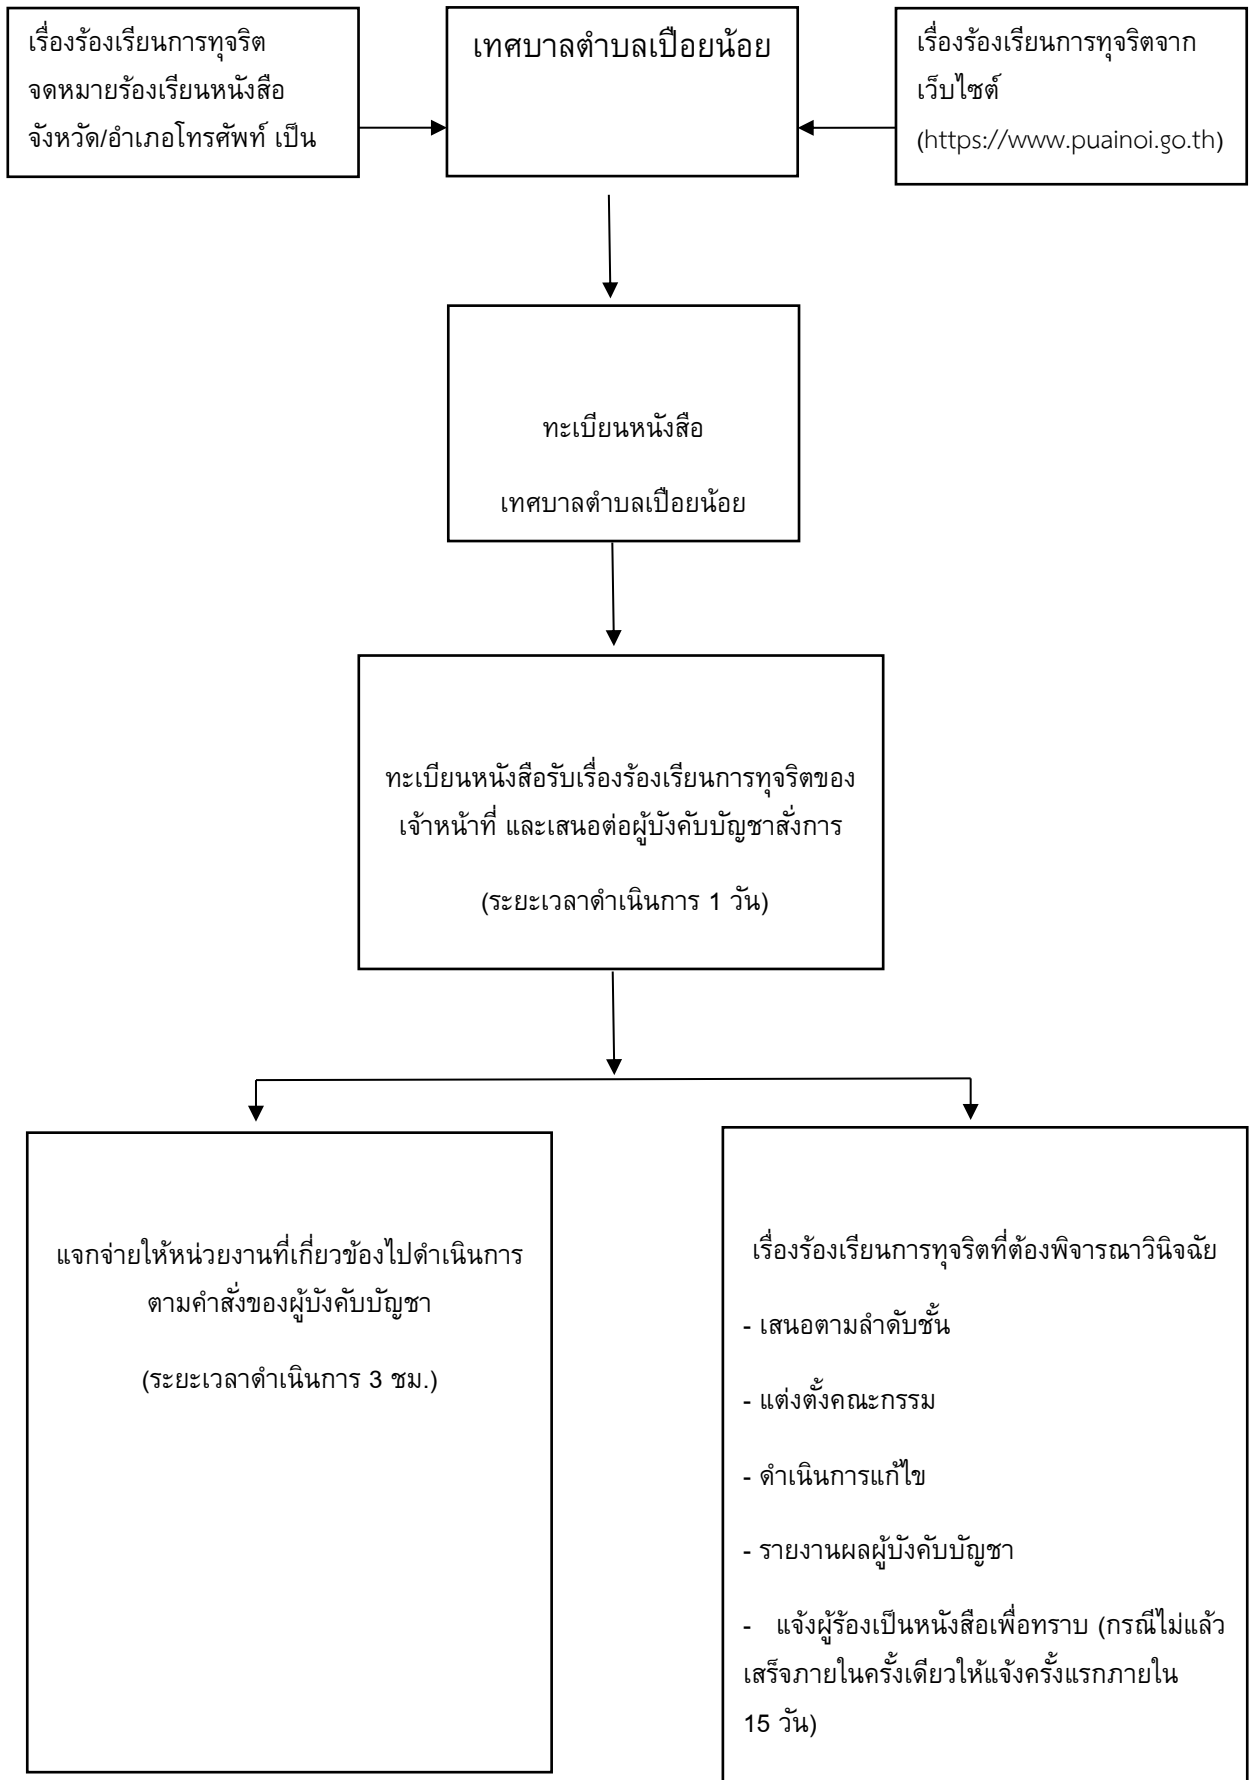 เรื่องร้องเรียนการทุจริต
จดหมายร้องเรียนหนังสือ
จังหวัด/อำเภอโทรศัพท์ เป็น
เทศบาลตำบลเปือยน้อย
เรื่องร้องเรียนการทุจริตจาก
เว็บไซต์
(https://www.puainoi.go.th)
ทะเบียนหนังสือ
เทศบาลตำบลเปือยน้อย
ทะเบียนหนังสือรับเรื่องร้องเรียนการทุจริตของ
เจ้าหน้าที่ และเสนอต่อผู้บังคับบัญชาสั่งการ
(ระยะเวลาดำเนินการ 1 วัน)
แจกจ่ายให้หน่วยงานที่เกี่ยวข้องไปดำเนินการ
ตามคำสั่งของผู้บังคับบัญชา
(ระยะเวลาดำเนินการ 3 ชม.)
เรื่องร้องเรียนการทุจริตที่ต้องพิจารณาวินิจฉัย
- เสนอตามลำดับชั้น
- แต่งตั้งคณะกรรม
- ดำเนินการแก้ไข
- รายงานผลผู้บังคับบัญชา
- แจ้งผู้ร้องเป็นหนังสือเพื่อทราบ (กรณีไม่แล้ว
เสร็จภายในครั้งเดียวให้แจ้งครั้งแรกภายใน
15 วัน)